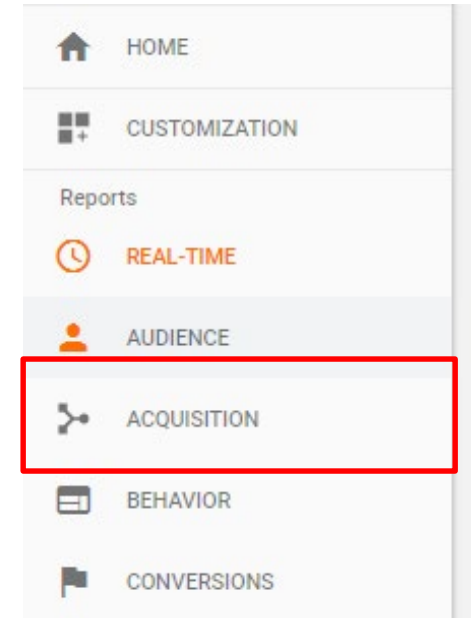 HOME
CUSTOMIZATION
Reports
REAL-TIME
AUDIENCE
ACQUISITION
BEHAVIOR
CONVERSIONS